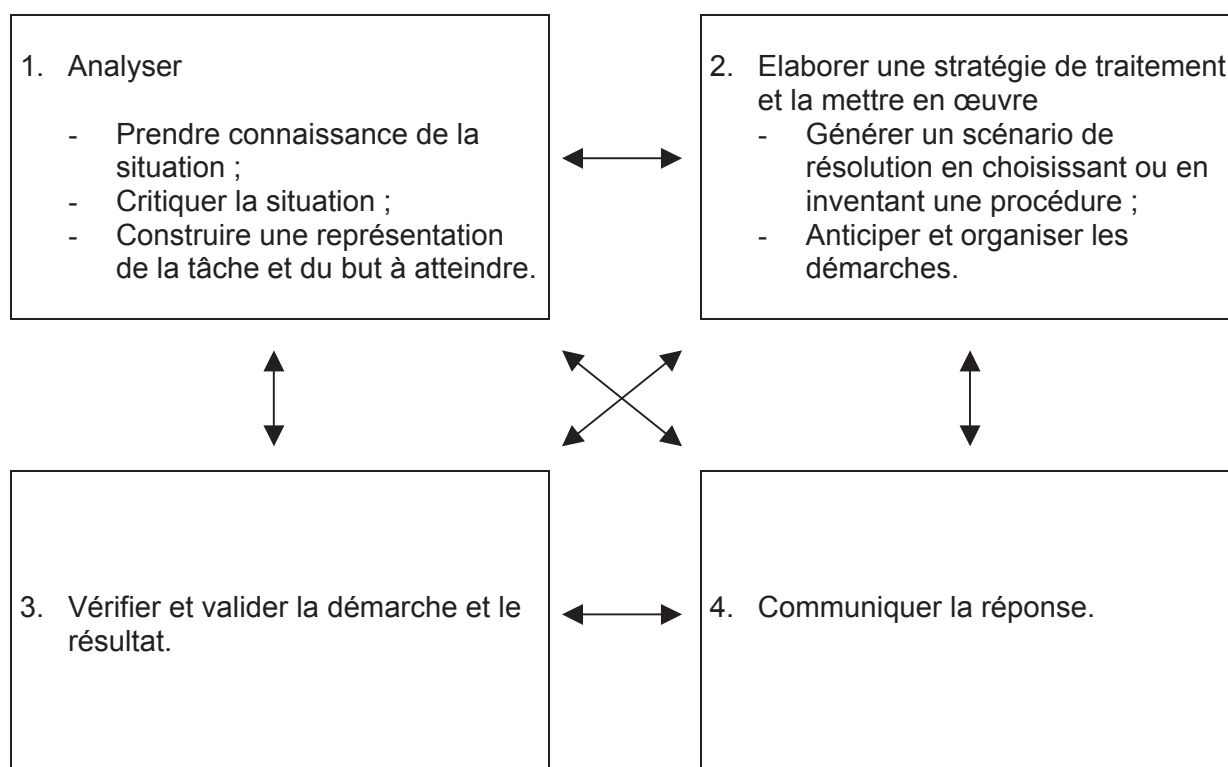 1. Analyser
- Prendre connaissance de la
situation ;
- Critiquer la situation ;
- Construire une représentation
de la tâche et du but à atteindre.
2. Elaborer une stratégie de traitement
et la mettre en œuvre
- Générer un scénario de
résolution en choisissant ou en
inventant une procédure ;
- Anticiper et organiser les
démarches.
3. Vérifier et valider la démarche et le
résultat.
4. Communiquer la réponse.